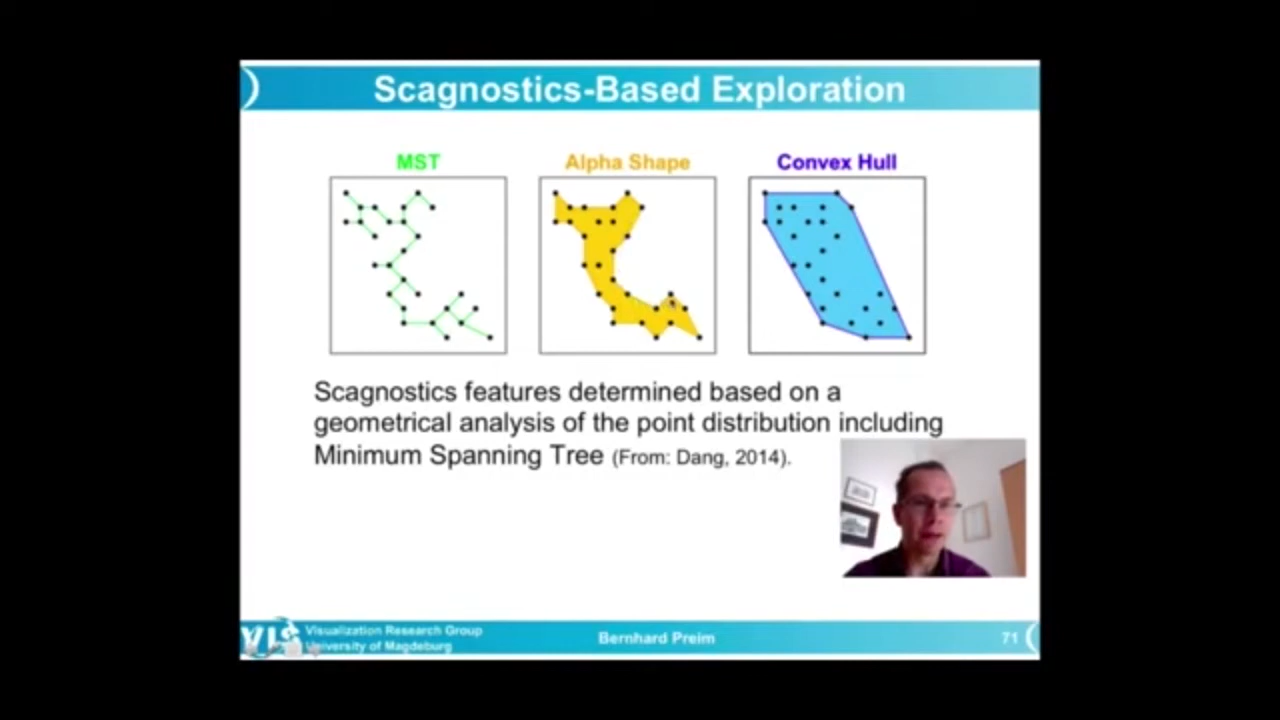 Scagnostics-Based Exploration
MST
Alpha Shape
Convex Hull
Scagnostics features determined based on a
geometrical analysis of the point distribution including
Minimum Spanning Tree (From: Dang, 2014).
VIS
Visualization Research Group
University of Magdeburg
Bernhard Preim
71